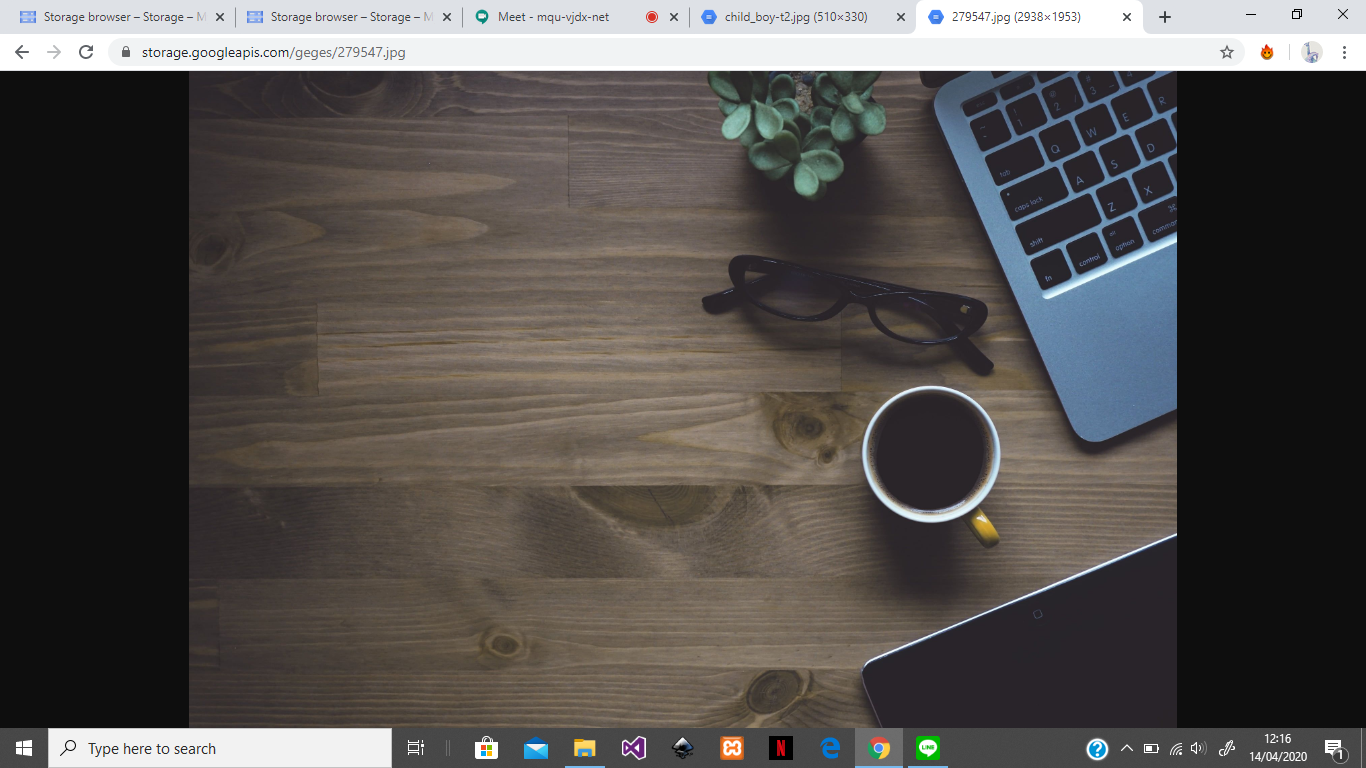 Storage browser – Storage – M
Storage browser – Storage – M
Meet - mqu-vjdx-net
child_boy-t2.jpg (510×330)
279547.jpg (2938×1953)
storage.googleapis.com/geges/279547.jpg
@ # $
! 1 2 3 4
Q W E R
tab
A S D
caps lock
Z X
shift
fn control option command
N
LINE
Type here to search
12:16
14/04/2020
1